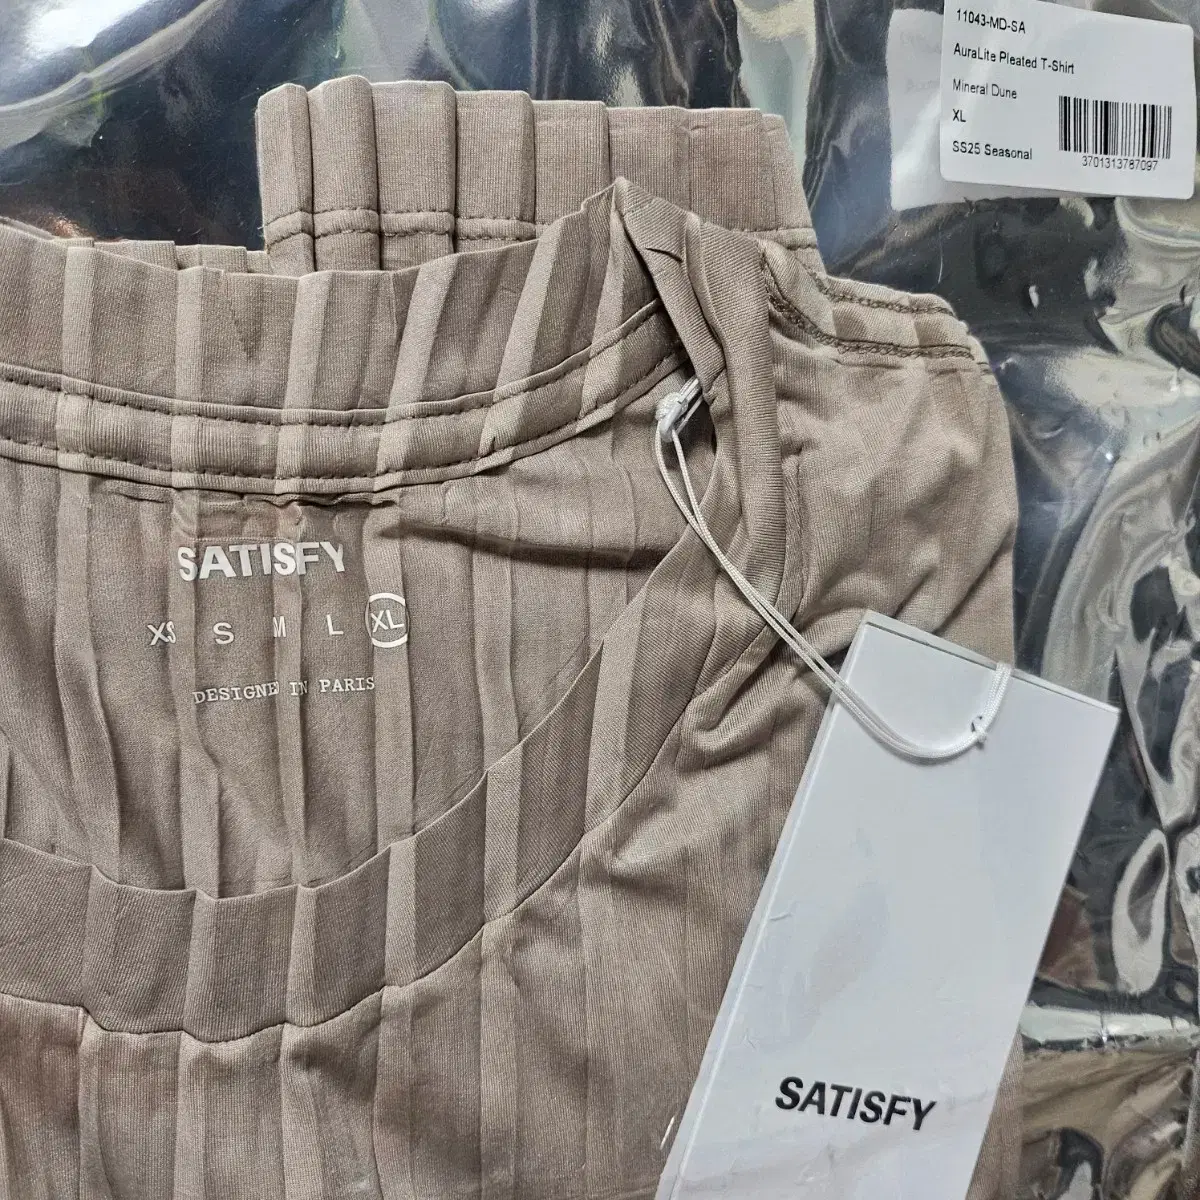 11043-MD-SA
AuraLite Pleated T-Shirt
Mineral Dune
XL
SS25 Seasonal
3701313787097
SATISFY
XS S M L XL
DESIGNED IN PARIS
SATISFY